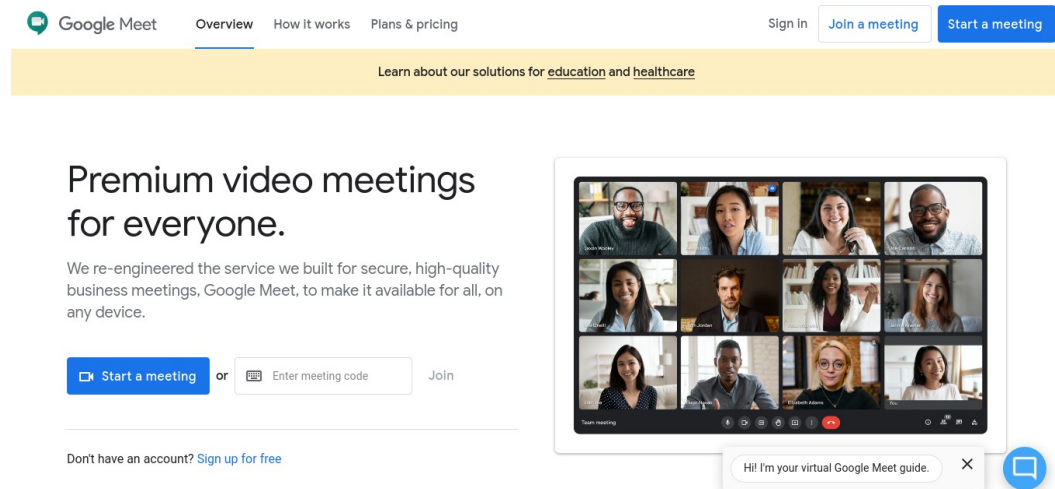 Google Meet
Overview How it works Plans & pricing
Sign in Join a meeting Start a meeting
Learn about our solutions for education and healthcare
Premium video meetings
for everyone.
We re-engineered the service we built for secure, high-quality
business meetings, Google Meet, to make it available for all, on
any device.
Start a meeting or Enter meeting code Join
Don't have an account? Sign up for free
Team meeting
You
Hi! I'm your virtual Google Meet guide.